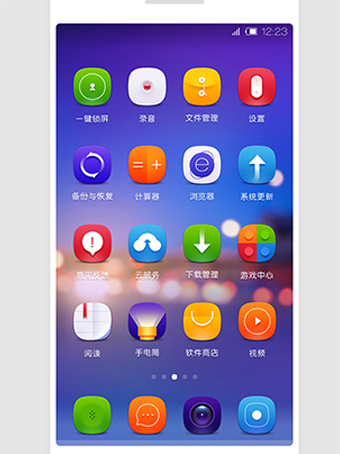 12:23
一键锁屏 录音 文件管理 设置
备份与恢复 计算器 浏览器 系统更新
意见反馈 云服务 下载管理 游戏中心
阅读 手电筒 软件商店 视频